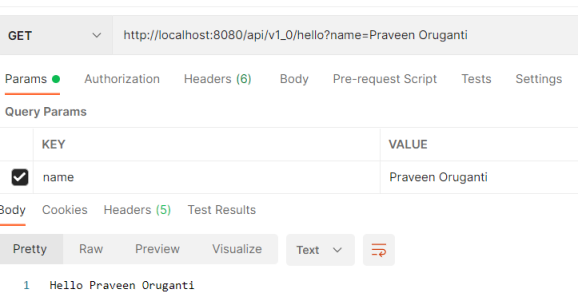 GET http://localhost:8080/api/v1_0/hello?name=Praveen Oruganti
Params Authorization Headers (6) Body Pre-request Script Tests Settings
Query Params
KEY VALUE
name Praveen Oruganti
Body Cookies Headers (5) Test Results
Pretty Raw Preview Visualize Text
1 Hello Praveen Oruganti